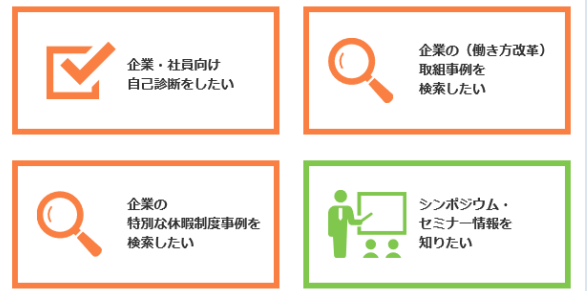 企業・社員向け
自己診断をしたい
企業の（働き方改革）
取組事例を
検索したい
企業の
特別な休暇制度事例を
検索したい
シンポジウム・
セミナー情報を
知りたい